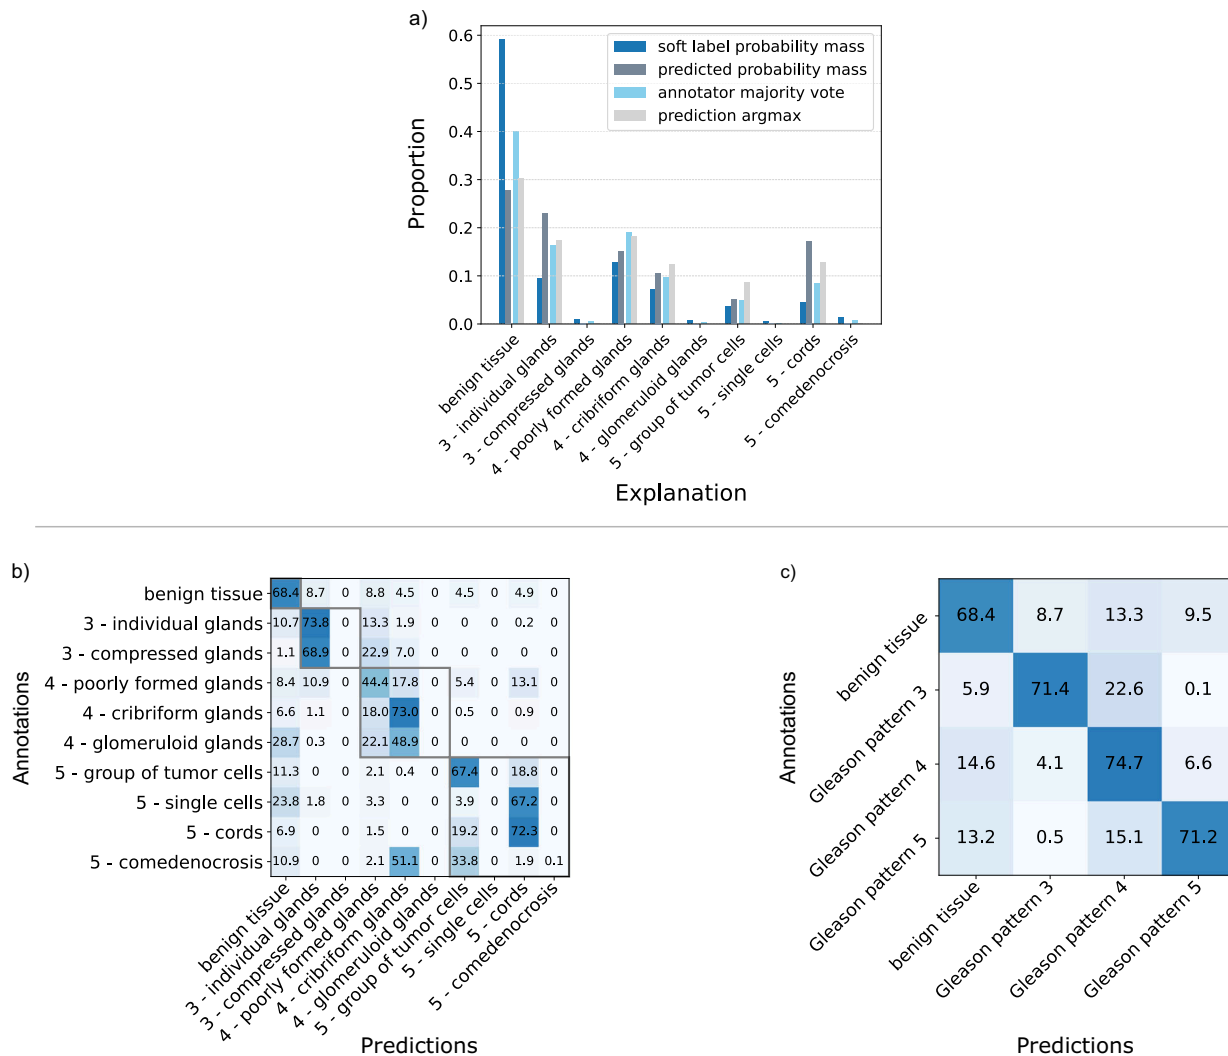 a)
0.6
0.5
0.4
0.3
0.2
0.1
0.0
Proportion
soft label probability mass
predicted probability mass
annotator majority vote
prediction argmax
benign tissue
3 - individual glands
3 - compressed glands
4 - poorly formed glands
4 - cribriform glands
4 - glomeruloid glands
5 - group of tumor cells
5 - single cells
5 - cords
5 - comedenocrosis
Explanation
b)
Annotations
benign tissue 68.4 8.7 0 8.8 4.5 0 4.5 0 4.9 0
3 - individual glands 10.7 73.8 0 13.3 1.9 0 0 0 0.2 0
3 - compressed glands 1.1 68.9 0 22.9 7.0 0 0 0 0 0
4 - poorly formed glands 8.4 10.9 0 44.4 17.8 0 5.4 0 13.1 0
4 - cribriform glands 6.6 1.1 0 18.0 73.0 0 0.5 0 0.9 0
4 - glomeruloid glands 28.7 0.3 0 22.1 48.9 0 0 0 0 0
5 - group of tumor cells 11.3 0 0 2.1 0.4 0 67.4 0 18.8 0
5 - single cells 23.8 1.8 0 3.3 0 0 3.9 0 67.2 0
5 - cords 6.9 0 0 1.5 0 0 19.2 0 72.3 0
5 - comedenocrosis 10.9 0 0 2.1 51.1 0 33.8 0 1.9 0.1
benign tissue
3 - individual glands
3 - compressed glands
4 - poorly formed glands
4 - cribriform glands
4 - glomeruloid glands
5 - group of tumor cells
5 - single cells
5 - cords
5 - comedenocrosis
Predictions
c)
Annotations
benign tissue 68.4 8.7 13.3 9.5
Gleason pattern 3 5.9 71.4 22.6 0.1
Gleason pattern 4 14.6 4.1 74.7 6.6
Gleason pattern 5 13.2 0.5 15.1 71.2
benign tissue
Gleason pattern 3
Gleason pattern 4
Gleason pattern 5
Predictions